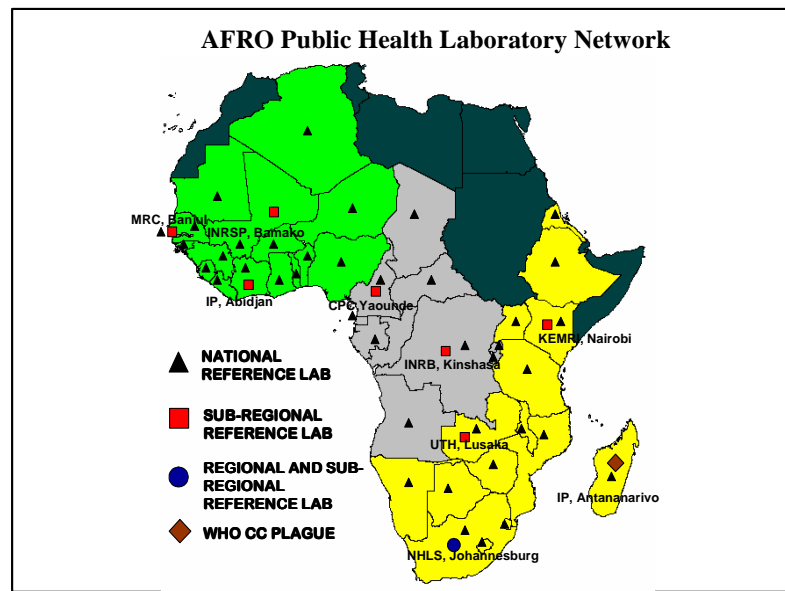 AFRO Public Health Laboratory Network
MRC, Banjul
INRSP, Bamako
IP, Abidjan
CPC,Yaounde
KEMRI, Nairobi
INRB, Kinshasa
UTH, Lusaka
IP, Antananarivo
NHLS, Johannesburg
NATIONAL
REFERENCE LAB
SUB-REGIONAL
REFERENCE LAB
REGIONAL AND SUB-
REGIONAL
REFERENCE LAB
WHO CC PLAGUE